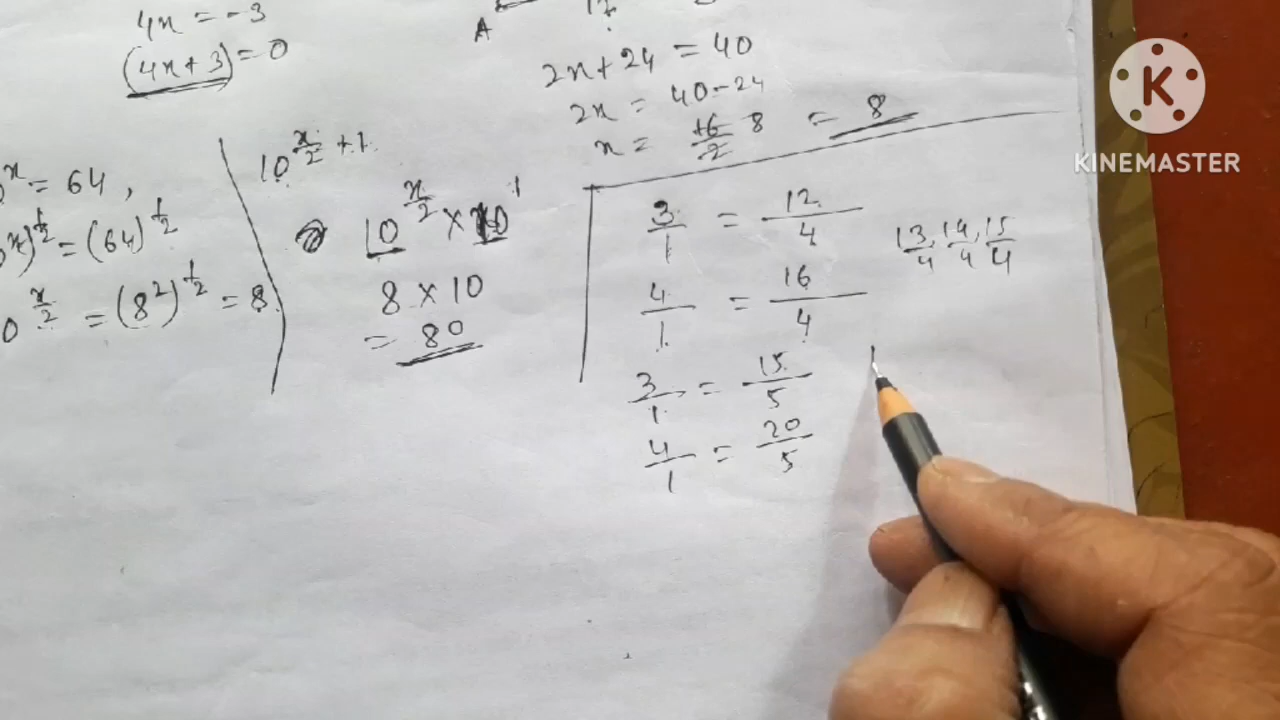 4x = -3
(4x + 3) = 0
A
2x + 24 = 40
2x = 40 - 24
x = 16/2 8 = 8
K
KINEMASTER
x = 64,
10^(x/2 + 1)
x)^(1/2) = (64)^(1/2)
10^(x/2) × 10^1
0^(x/2) = (8^2)^(1/2) = 8
8 × 10
= 80
3/1 = 12/4
13/4, 14/4, 15/4
4/1 = 16/4
3/1 = 15/5
4/1 = 20/5